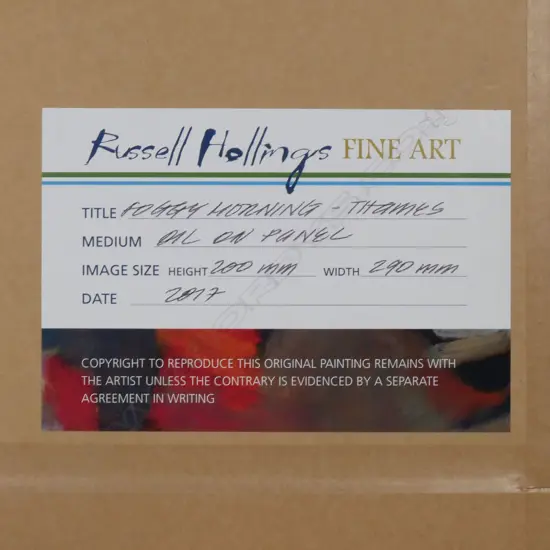 Russell Hollings FINE ART
TITLE FOGGY MORNING - THAMES
MEDIUM OIL ON PANEL
IMAGE SIZE HEIGHT 200 mm WIDTH 290 mm
DATE 2017
COPYRIGHT TO REPRODUCE THIS ORIGINAL PAINTING REMAINS WITH
THE ARTIST UNLESS THE CONTRARY IS EVIDENCED BY A SEPARATE
AGREEMENT IN WRITING